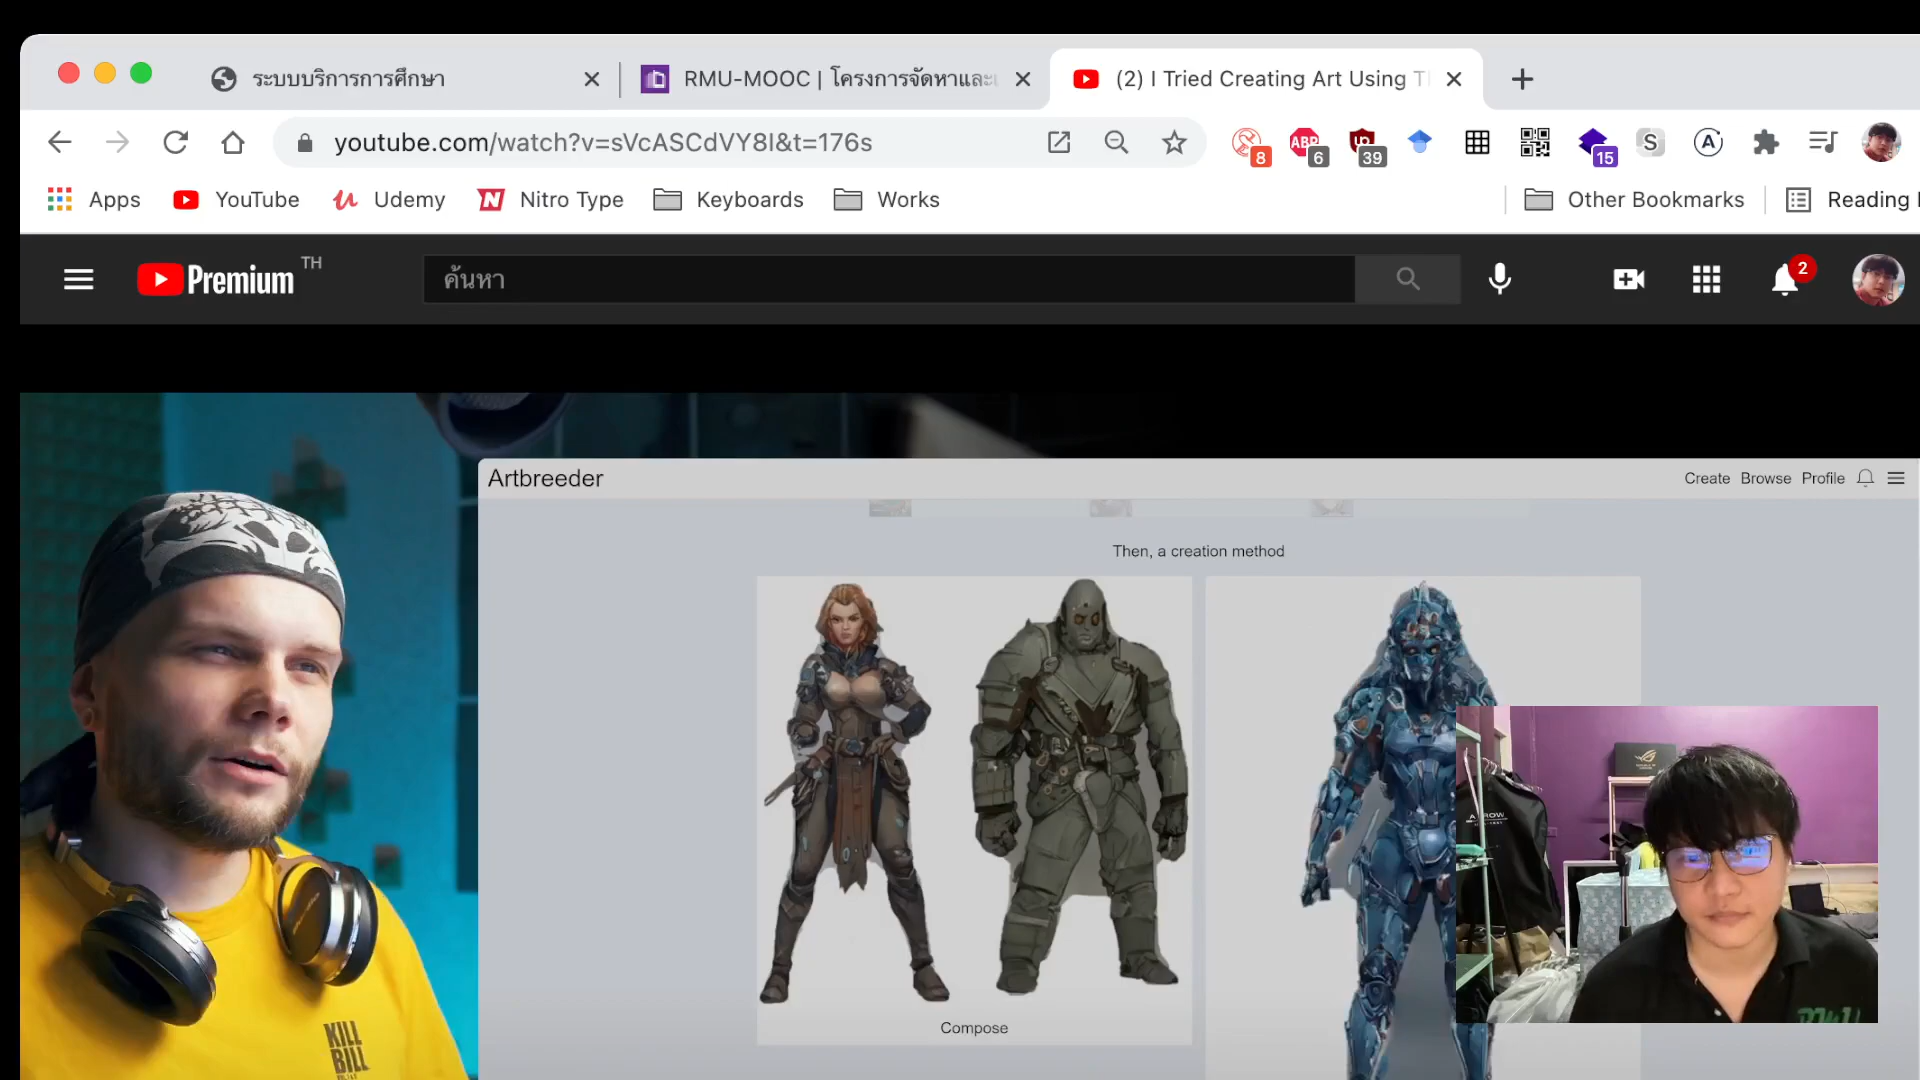 ระบบบริการการศึกษา
RMU-MOOC | โครงการจัดหาและเ
(2) I Tried Creating Art Using T
youtube.com/watch?v=sVcASCdVY8I&t=176s
8
ABP
6
39
15
S
A
Apps
YouTube
Udemy
Nitro Type
Keyboards
Works
Other Bookmarks
Reading
Premium TH
ค้นหา
2
Artbreeder
Create Browse Profile
Then, a creation method
Compose
KILL
BILL